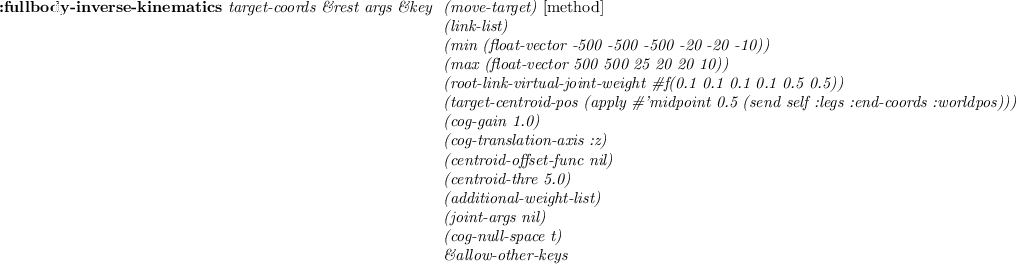 :fullbody-inverse-kinematics target-coords &rest args &key (move-target) [method]
(link-list)
(min (float-vector -500 -500 -500 -20 -20 -10))
(max (float-vector 500 500 25 20 20 10))
(root-link-virtual-joint-weight #f(0.1 0.1 0.1 0.1 0.5 0.5))
(target-centroid-pos (apply #'midpoint 0.5 (send self :legs :end-coords :worldpos)))
(cog-gain 1.0)
(cog-translation-axis :z)
(centroid-offset-func nil)
(centroid-thre 5.0)
(additional-weight-list)
(joint-args nil)
(cog-null-space t)
&allow-other-keys